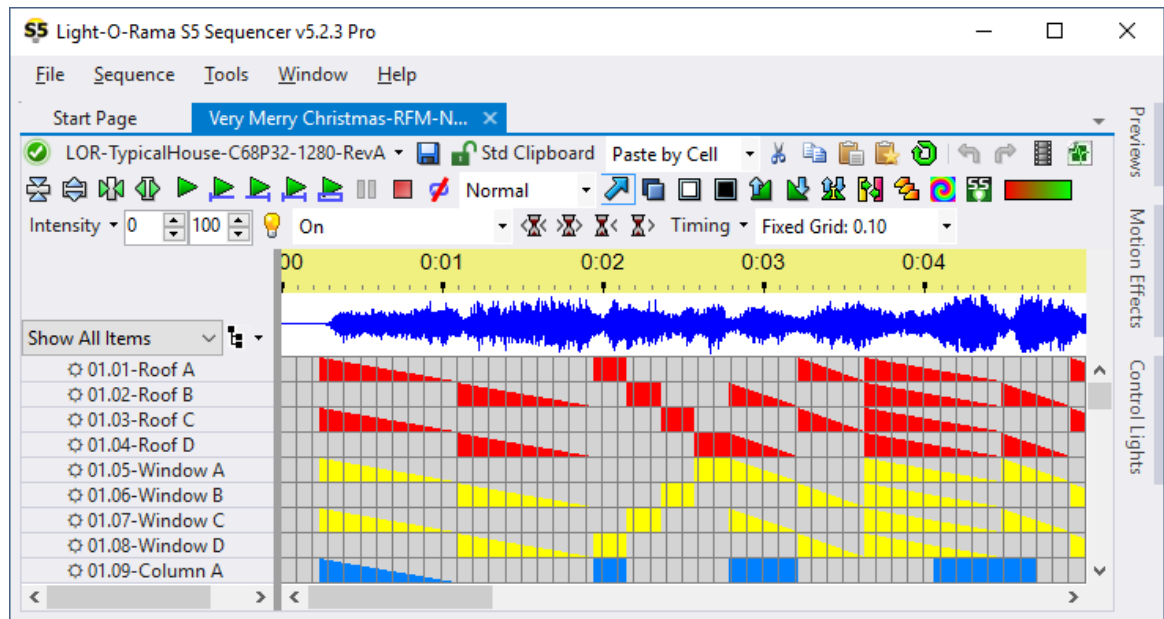 S5 Light-O-Rama S5 Sequencer v5.2.3 Pro
File Sequence Tools Window Help
Start Page Very Merry Christmas-RFM-N...
LOR-TypicalHouse-C68P32-1280-RevA Std Clipboard Paste by Cell
Normal S5
Intensity 0 100 On Timing Fixed Grid: 0.10
00 0:01 0:02 0:03 0:04
Show All Items
01.01-Roof A
01.02-Roof B
01.03-Roof C
01.04-Roof D
01.05-Window A
01.06-Window B
01.07-Window C
01.08-Window D
01.09-Column A
Previews
Motion Effects
Control Lights